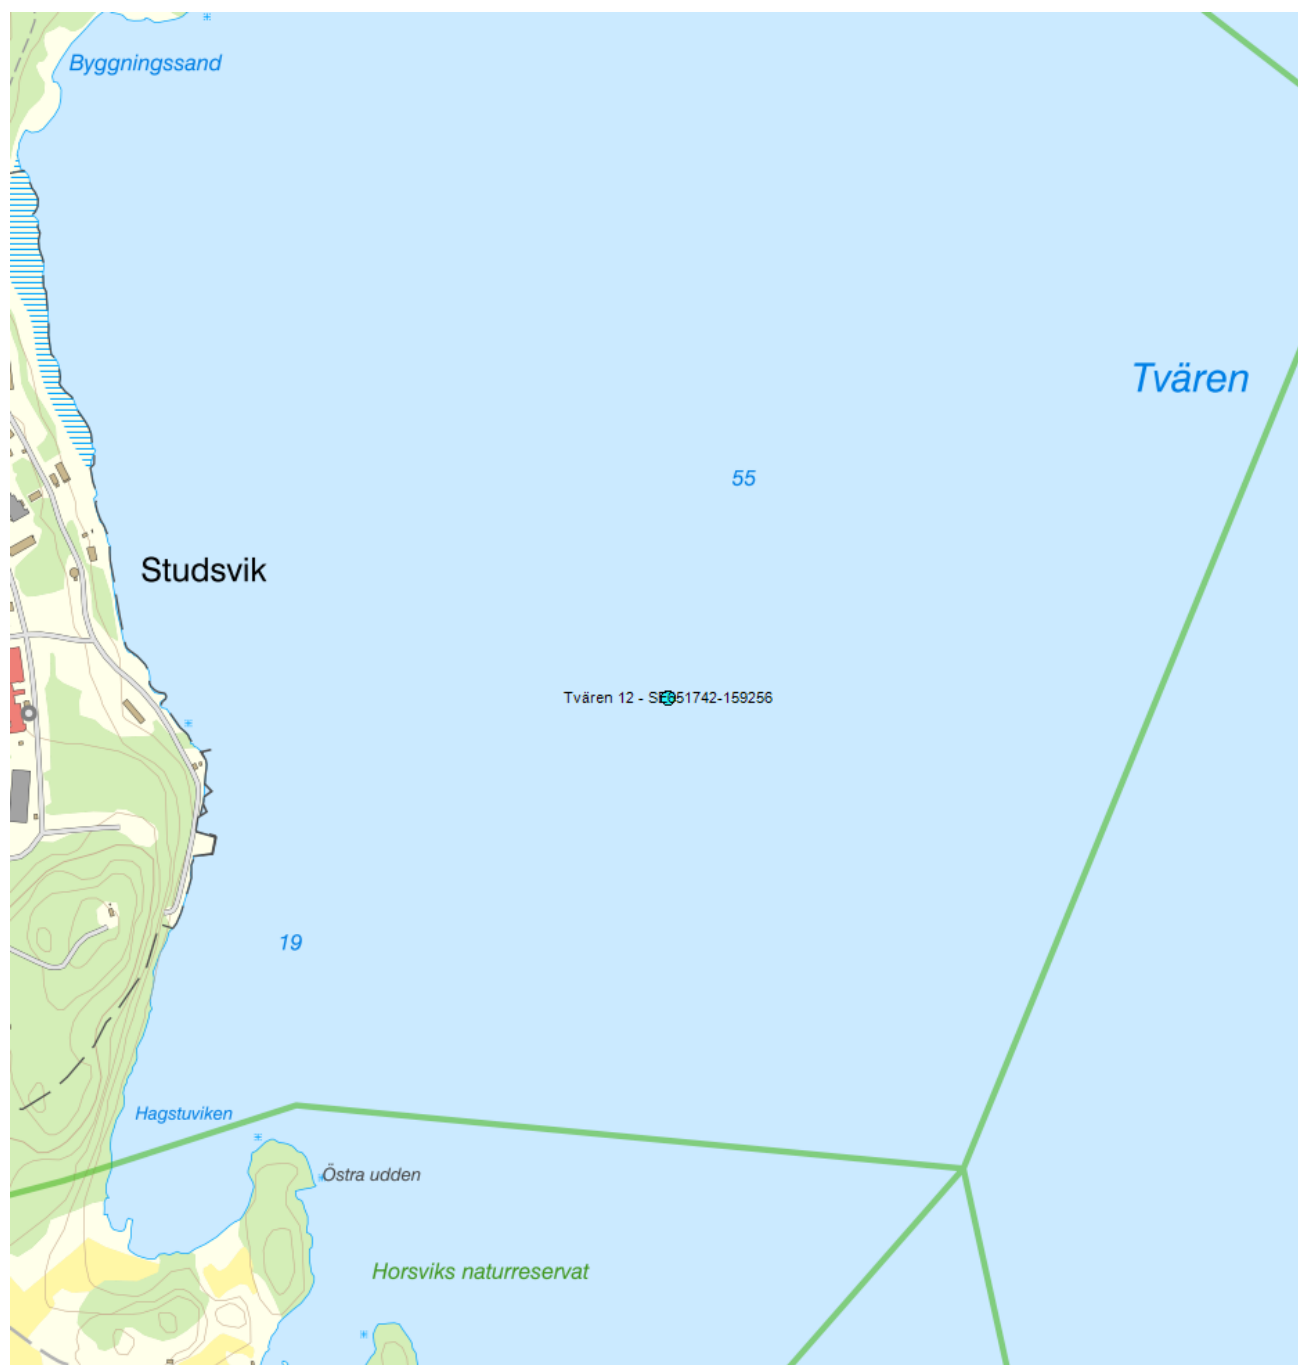 Byggningssand
Tvären
55
Studsvik
Tvären 12 - SE651742-159256
19
Hagstuviken
Östra udden
Horsviks naturreservat